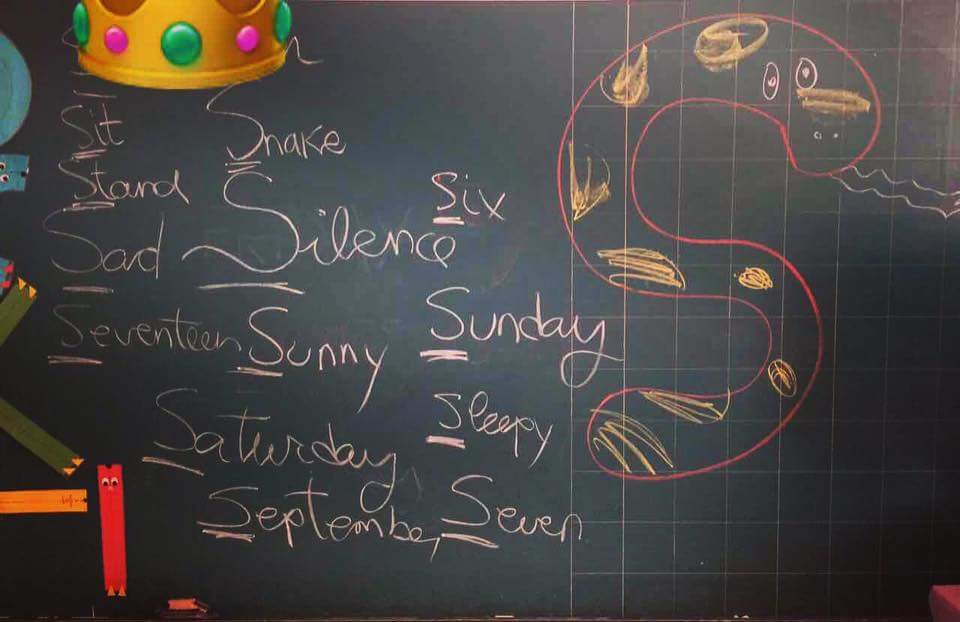 Sit Snake
Stand Six
Sad Silence
Seventeen Sunny Sunday
Saturday Sleepy
September Seven